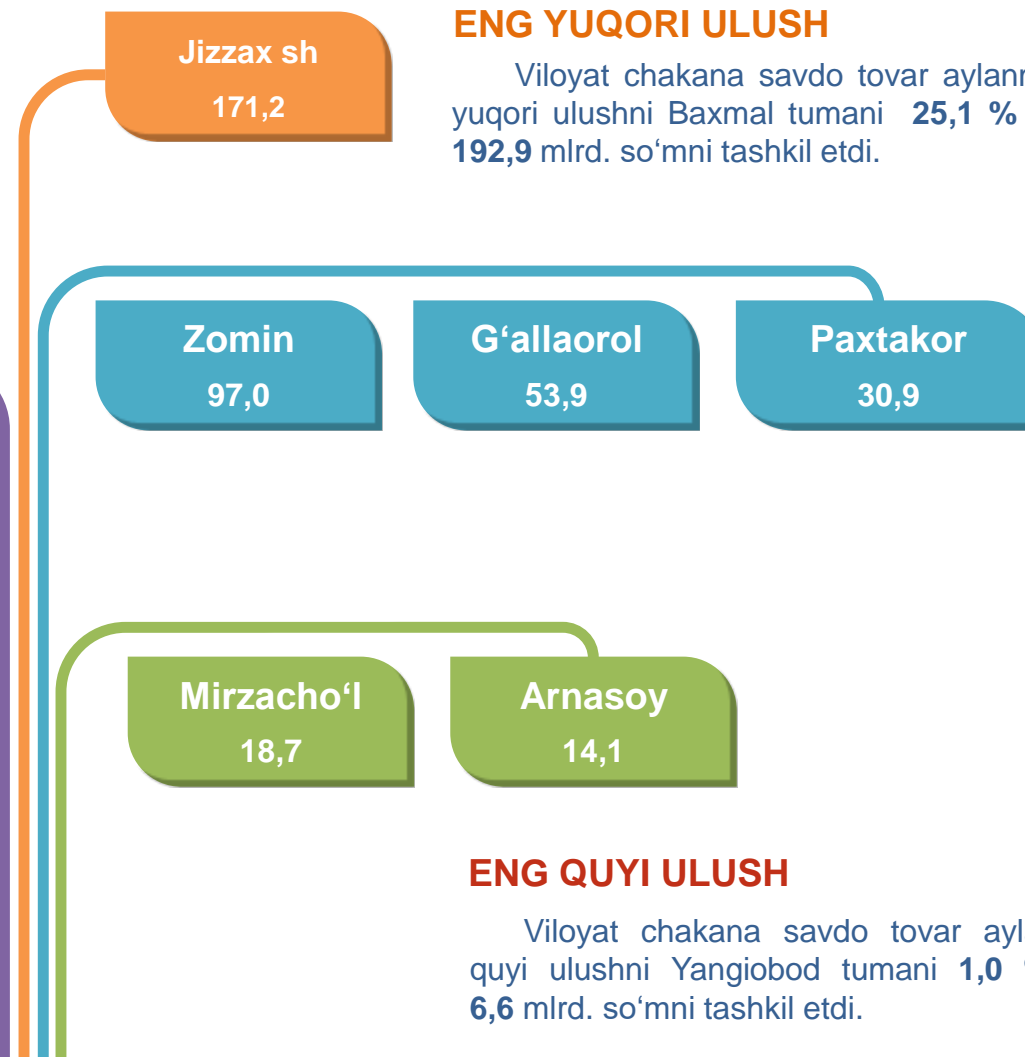 Jizzax sh
171,2
ENG YUQORI ULUSH
Viloyat chakana savdo tovar
yuqori ulushni Baxmal tumani 25,1 %
192,9 mlrd. so‘mni tashkil etdi.
Zomin
97,0
G‘allaorol
53,9
Paxtakor
30,9
Mirzacho‘l
18,7
Arnasoy
14,1
ENG QUYI ULUSH
Viloyat chakana savdo tovar
quyi ulushni Yangiobod tumani 1,0
6,6 mlrd. so‘mni tashkil etdi.